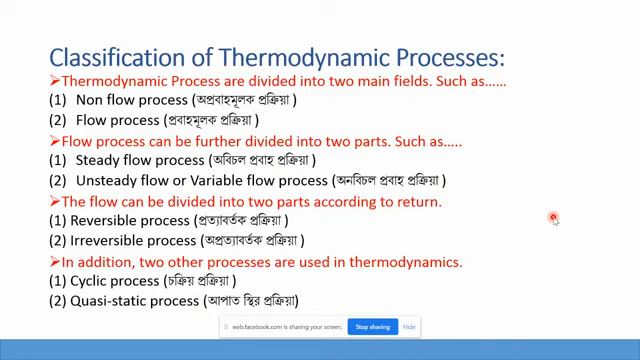 Classification of Thermodynamic Processes:
➢Thermodynamic Process are divided into two main fields. Such as......
(1) Non flow process (অপ্রবাহমূলক প্রক্রিয়া )
(2) Flow process (প্রবাহমূলক প্রক্রিয়া )
➢Flow process can be further divided into two parts. Such as.....
(1) Steady flow process (অবিচল প্রবাহ প্রক্রিয়া )
(2) Unsteady flow or Variable flow process (অনবিচল প্রবাহ প্রক্রিয়া )
➢The flow can be divided into two parts according to return.
(1) Reversible process (প্রত্যাবর্তক প্রক্রিয়া )
(2) Irreversible process (অপ্রত্যাবর্তক প্রক্রিয়া )
➢In addition, two other processes are used in thermodynamics.
(1) Cyclic process (চক্রিয় প্রক্রিয়া )
(2) Quasi-static process (আপাত স্থির প্রক্রিয়া)
web.facebook.com is sharing your screen. Stop sharing Hide